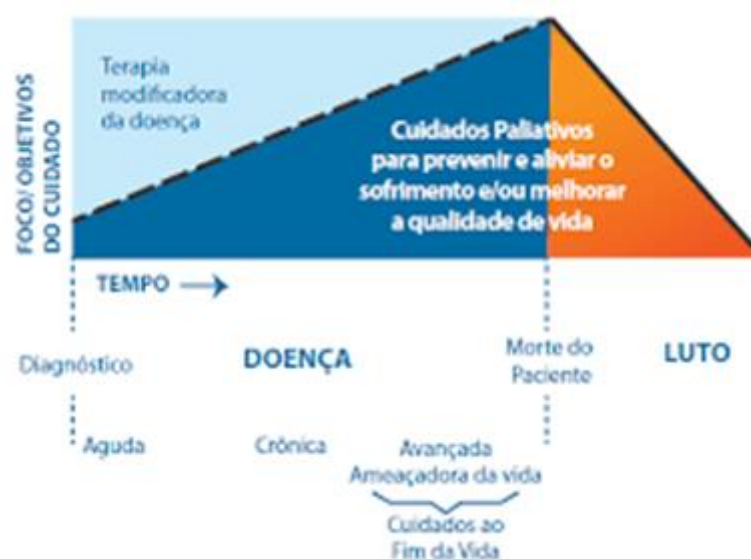 FOCO/ OBJETIVOS
DO CUIDADO
Terapia
modificadora
da doença
Cuidados Paliativos
para prevenir e aliviar o
sofrimento e/ou melhorar
a qualidade de vida
TEMPO
Diagnóstico
DOENÇA
Morte do
Paciente
LUTO
Aguda
Crônica
Avançada
Ameaçadora da vida
Cuidados ao
Fim da Vida